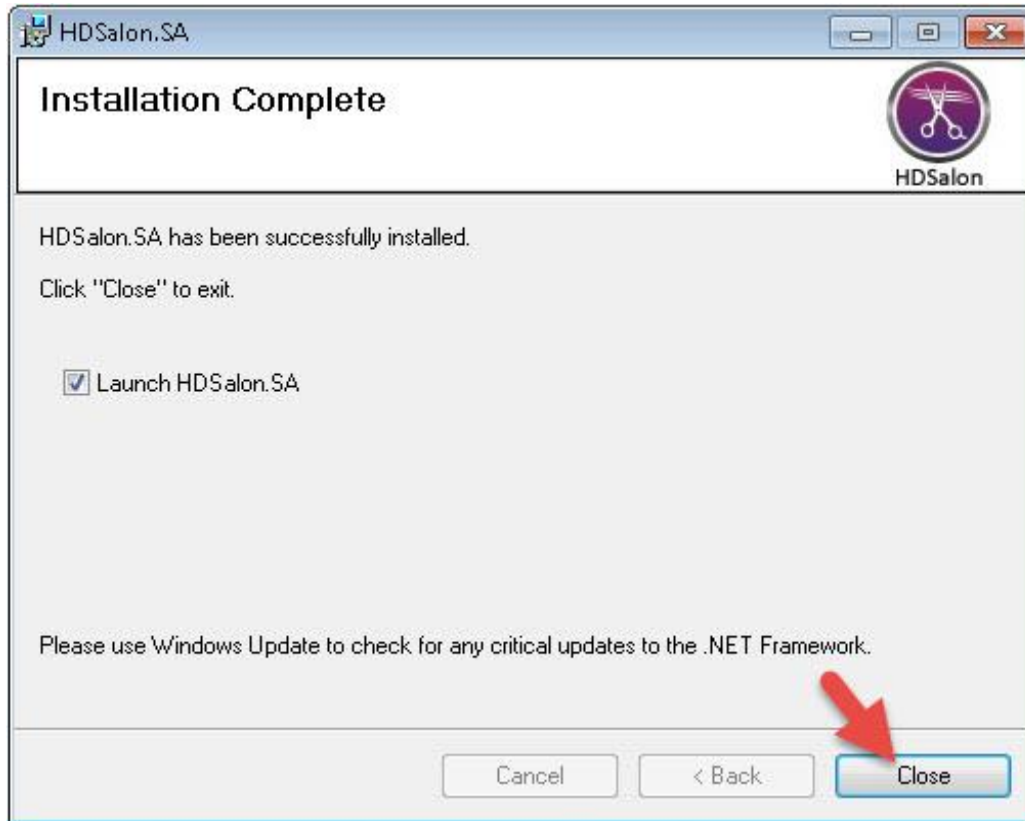 HDSalon.SA
Installation Complete
HDSalon
HDSalon.SA has been successfully installed.
Click "Close" to exit.
Launch HDSalon.SA
Please use Windows Update to check for any critical updates to the .NET Framework.
Cancel
< Back
Close